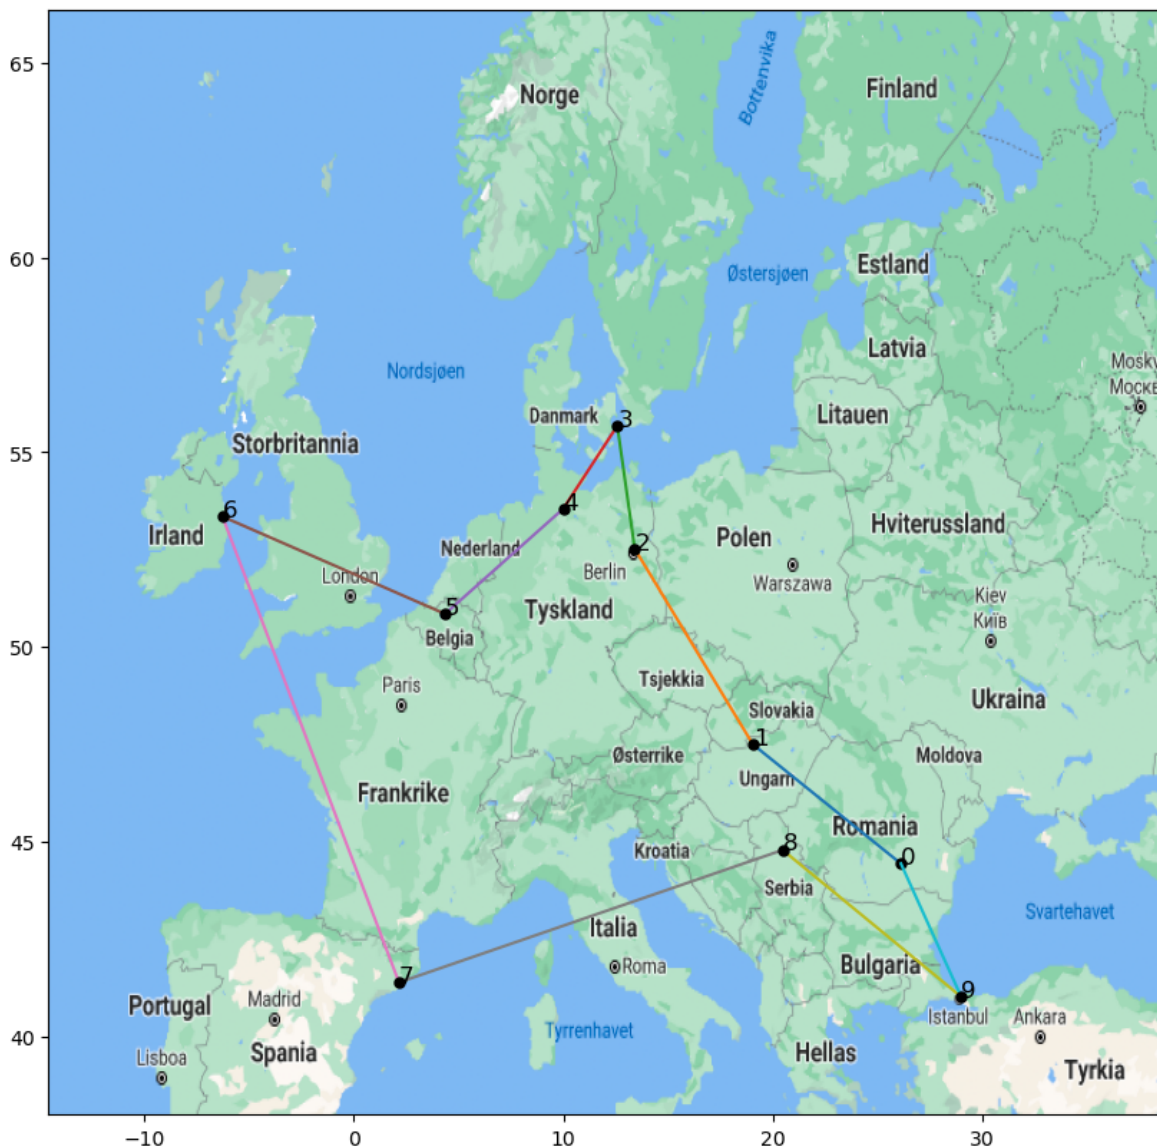 65
60
55
50
45
40
-10
0
10
20
30
Norge
Finland
Bottenvika
Estland
Østersjøen
Latvia
Nordsjøen
Moskv
Москв
Danmark
3
Litauen
Storbritannia
6
4
Irland
Nederland
Polen
Hviterussland
2
London
Berlin
Warszawa
Kiev
Київ
5
Belgia
Tyskland
Paris
Tsjekkia
Ukraina
Slovakia
1
Østerrike
Ungarn
Moldova
Frankrike
8
Romania
Kroatia
0
Serbia
Svartehavet
Italia
7
Roma
Bulgaria
9
Portugal
Madrid
Istanbul
Ankara
Tyrrenhavet
Lisboa
Spania
Hellas
Tyrkia